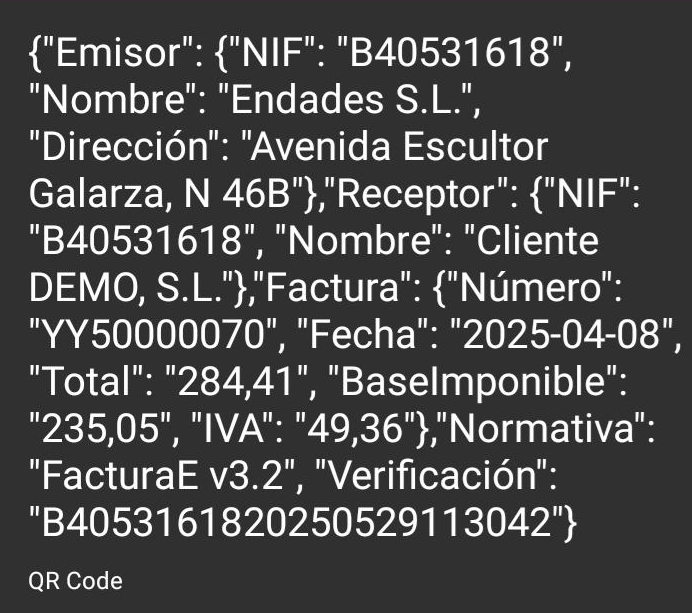 {"Emisor": {"NIF": "B40531618",
"Nombre": "Endades S.L.",
"Dirección": "Avenida Escultor
Galarza, N 46B"},"Receptor": {"NIF":
"B40531618", "Nombre": "Cliente
DEMO, S.L."},"Factura": {"Número":
"YY50000070", "Fecha": "2025-04-08",
"Total": "284,41", "BaseImponible":
"235,05", "IVA": "49,36"},"Normativa":
"FacturaE v3.2", "Verificación":
"B4053161820250529113042"}
QR Code